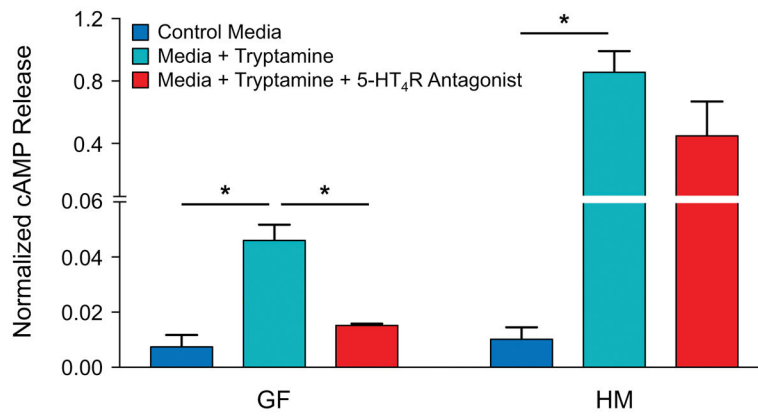 Normalized cAMP Release
1.2
0.8
0.4
0.06
0.04
0.02
0.00
Control Media
Media + Tryptamine
Media + Tryptamine + 5-HT₄R Antagonist
*
*
*
GF
HM